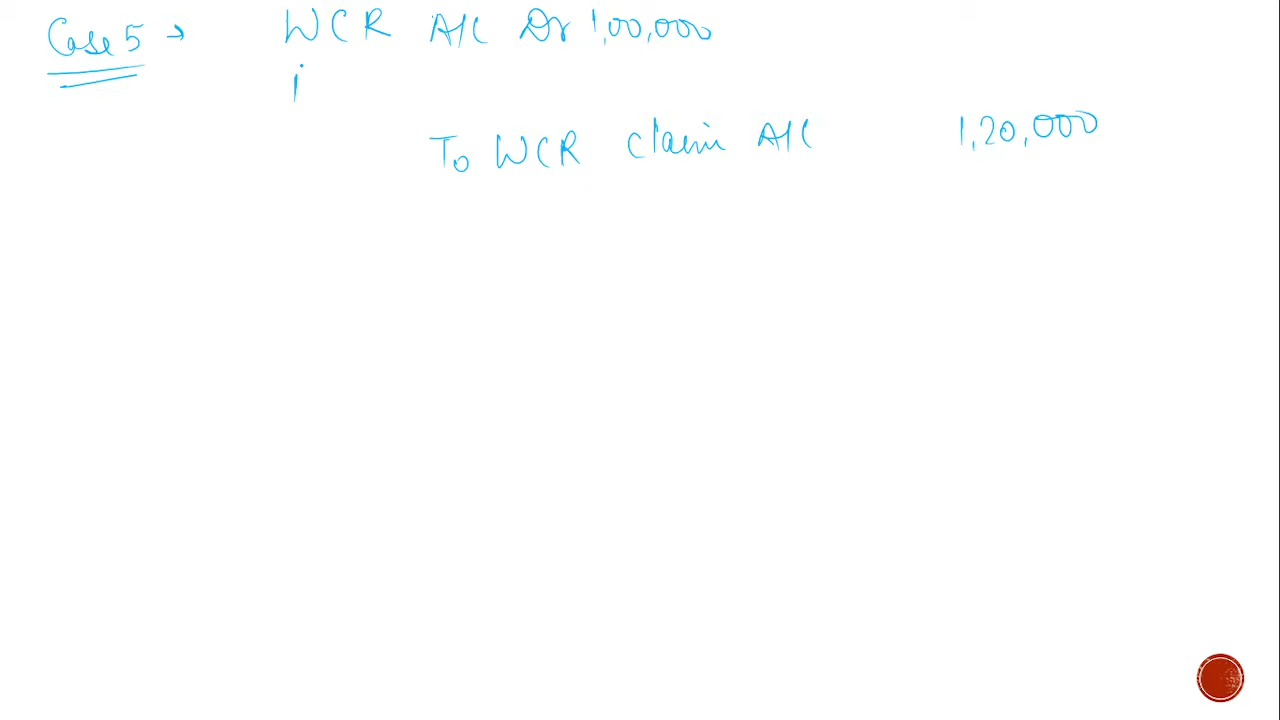 Case 5 → WCR A/C Dr 1,00,000
To WCR claim A/C 1,20,000